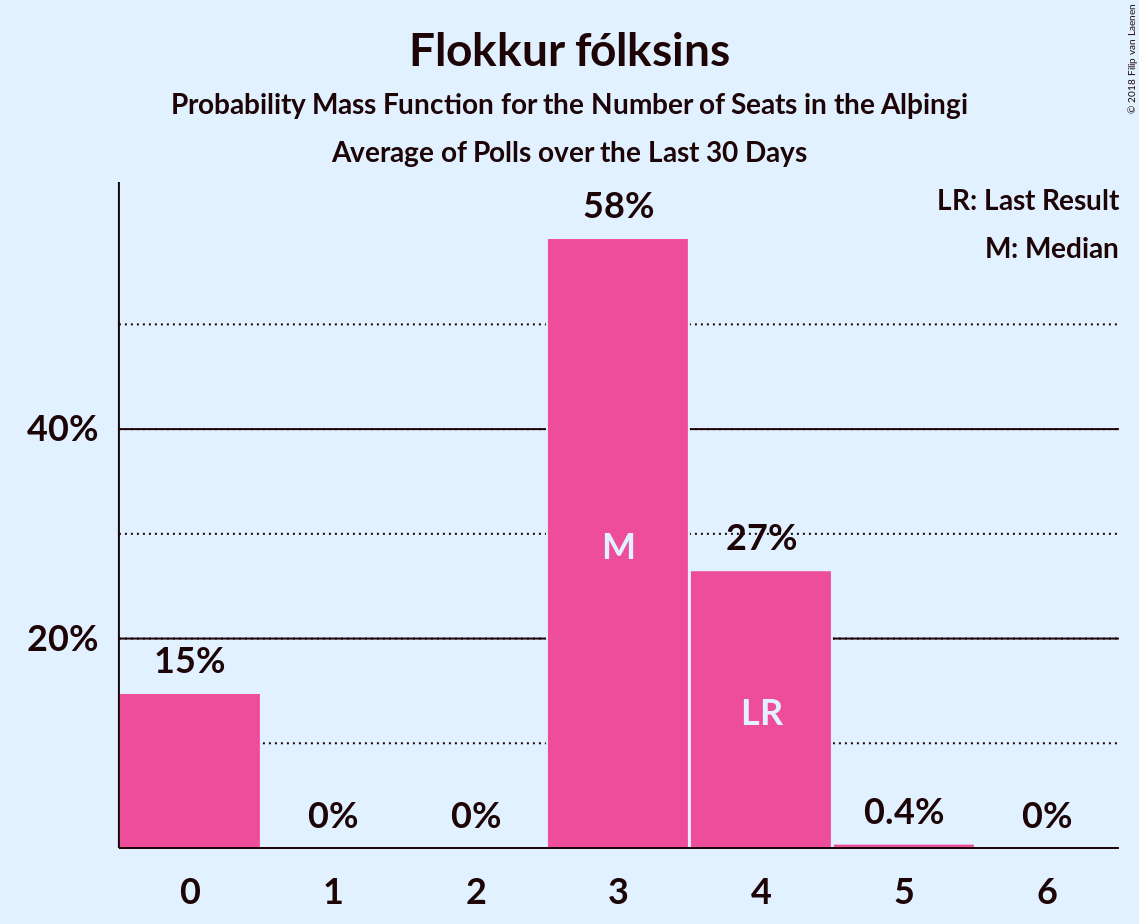 Flokkur fólksins
Probability Mass Function for the Number of Seats in the Alþingi
Average of Polls over the Last 30 Days
© 2018 Filip van Laenen
LR: Last Result
M: Median
58%
40%
27%
M
20%
15%
LR
0%
0%
0.4%
0%
0 1 2 3 4 5 6